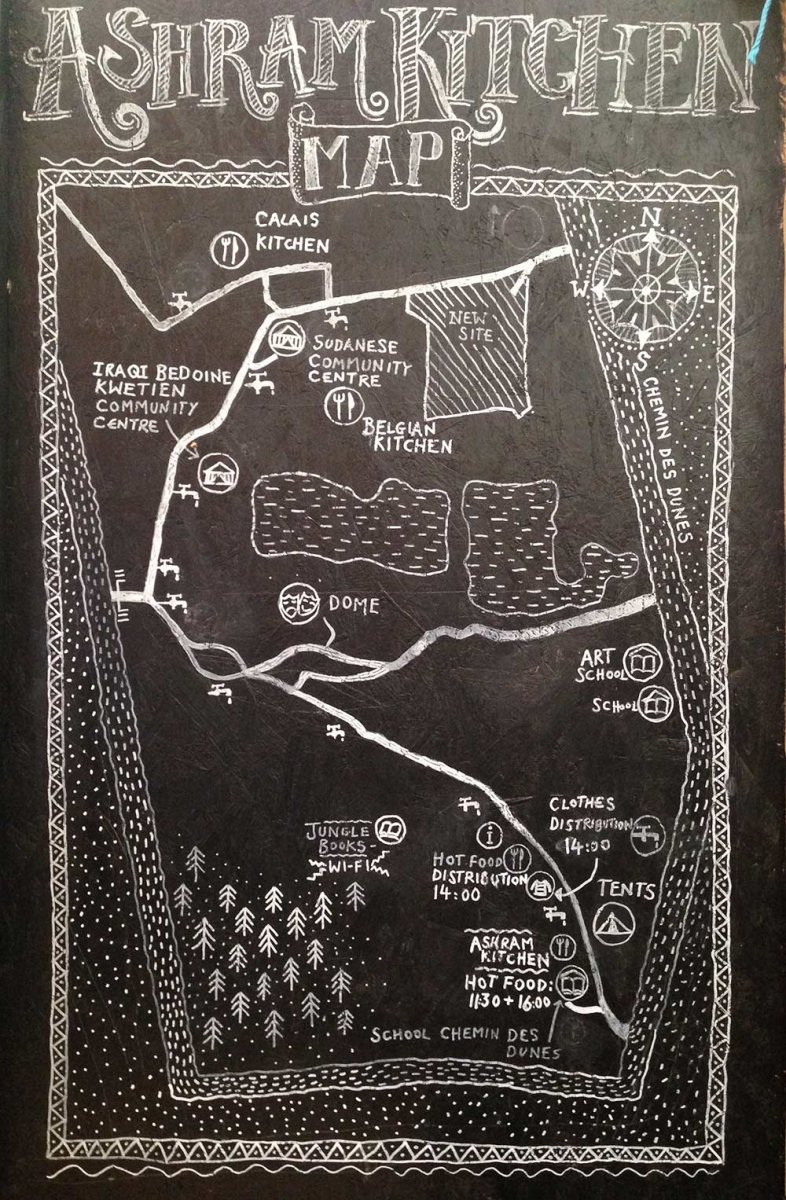 ASHRAM KITCHEN
MAP
N
W
E
S
CALAIS
KITCHEN
NEW
SITE
SUDANESE
COMMUNITY
CENTRE
IRAQI BEDOINE
KWETIEN
COMMUNITY
CENTRE
BELGIAN
KITCHEN
CHEMIN DES DUNES
DOME
ART
SCHOOL
SCHOOL
CLOTHES
DISTRIBUTION
14:00
JUNGLE
BOOKS-
WI-FI
i
HOT FOOD
DISTRIBUTION
14:00
TENTS
ASHRAM
KITCHEN
HOT FOOD:
11:30 + 16:00
SCHOOL CHEMIN DES
DUNES